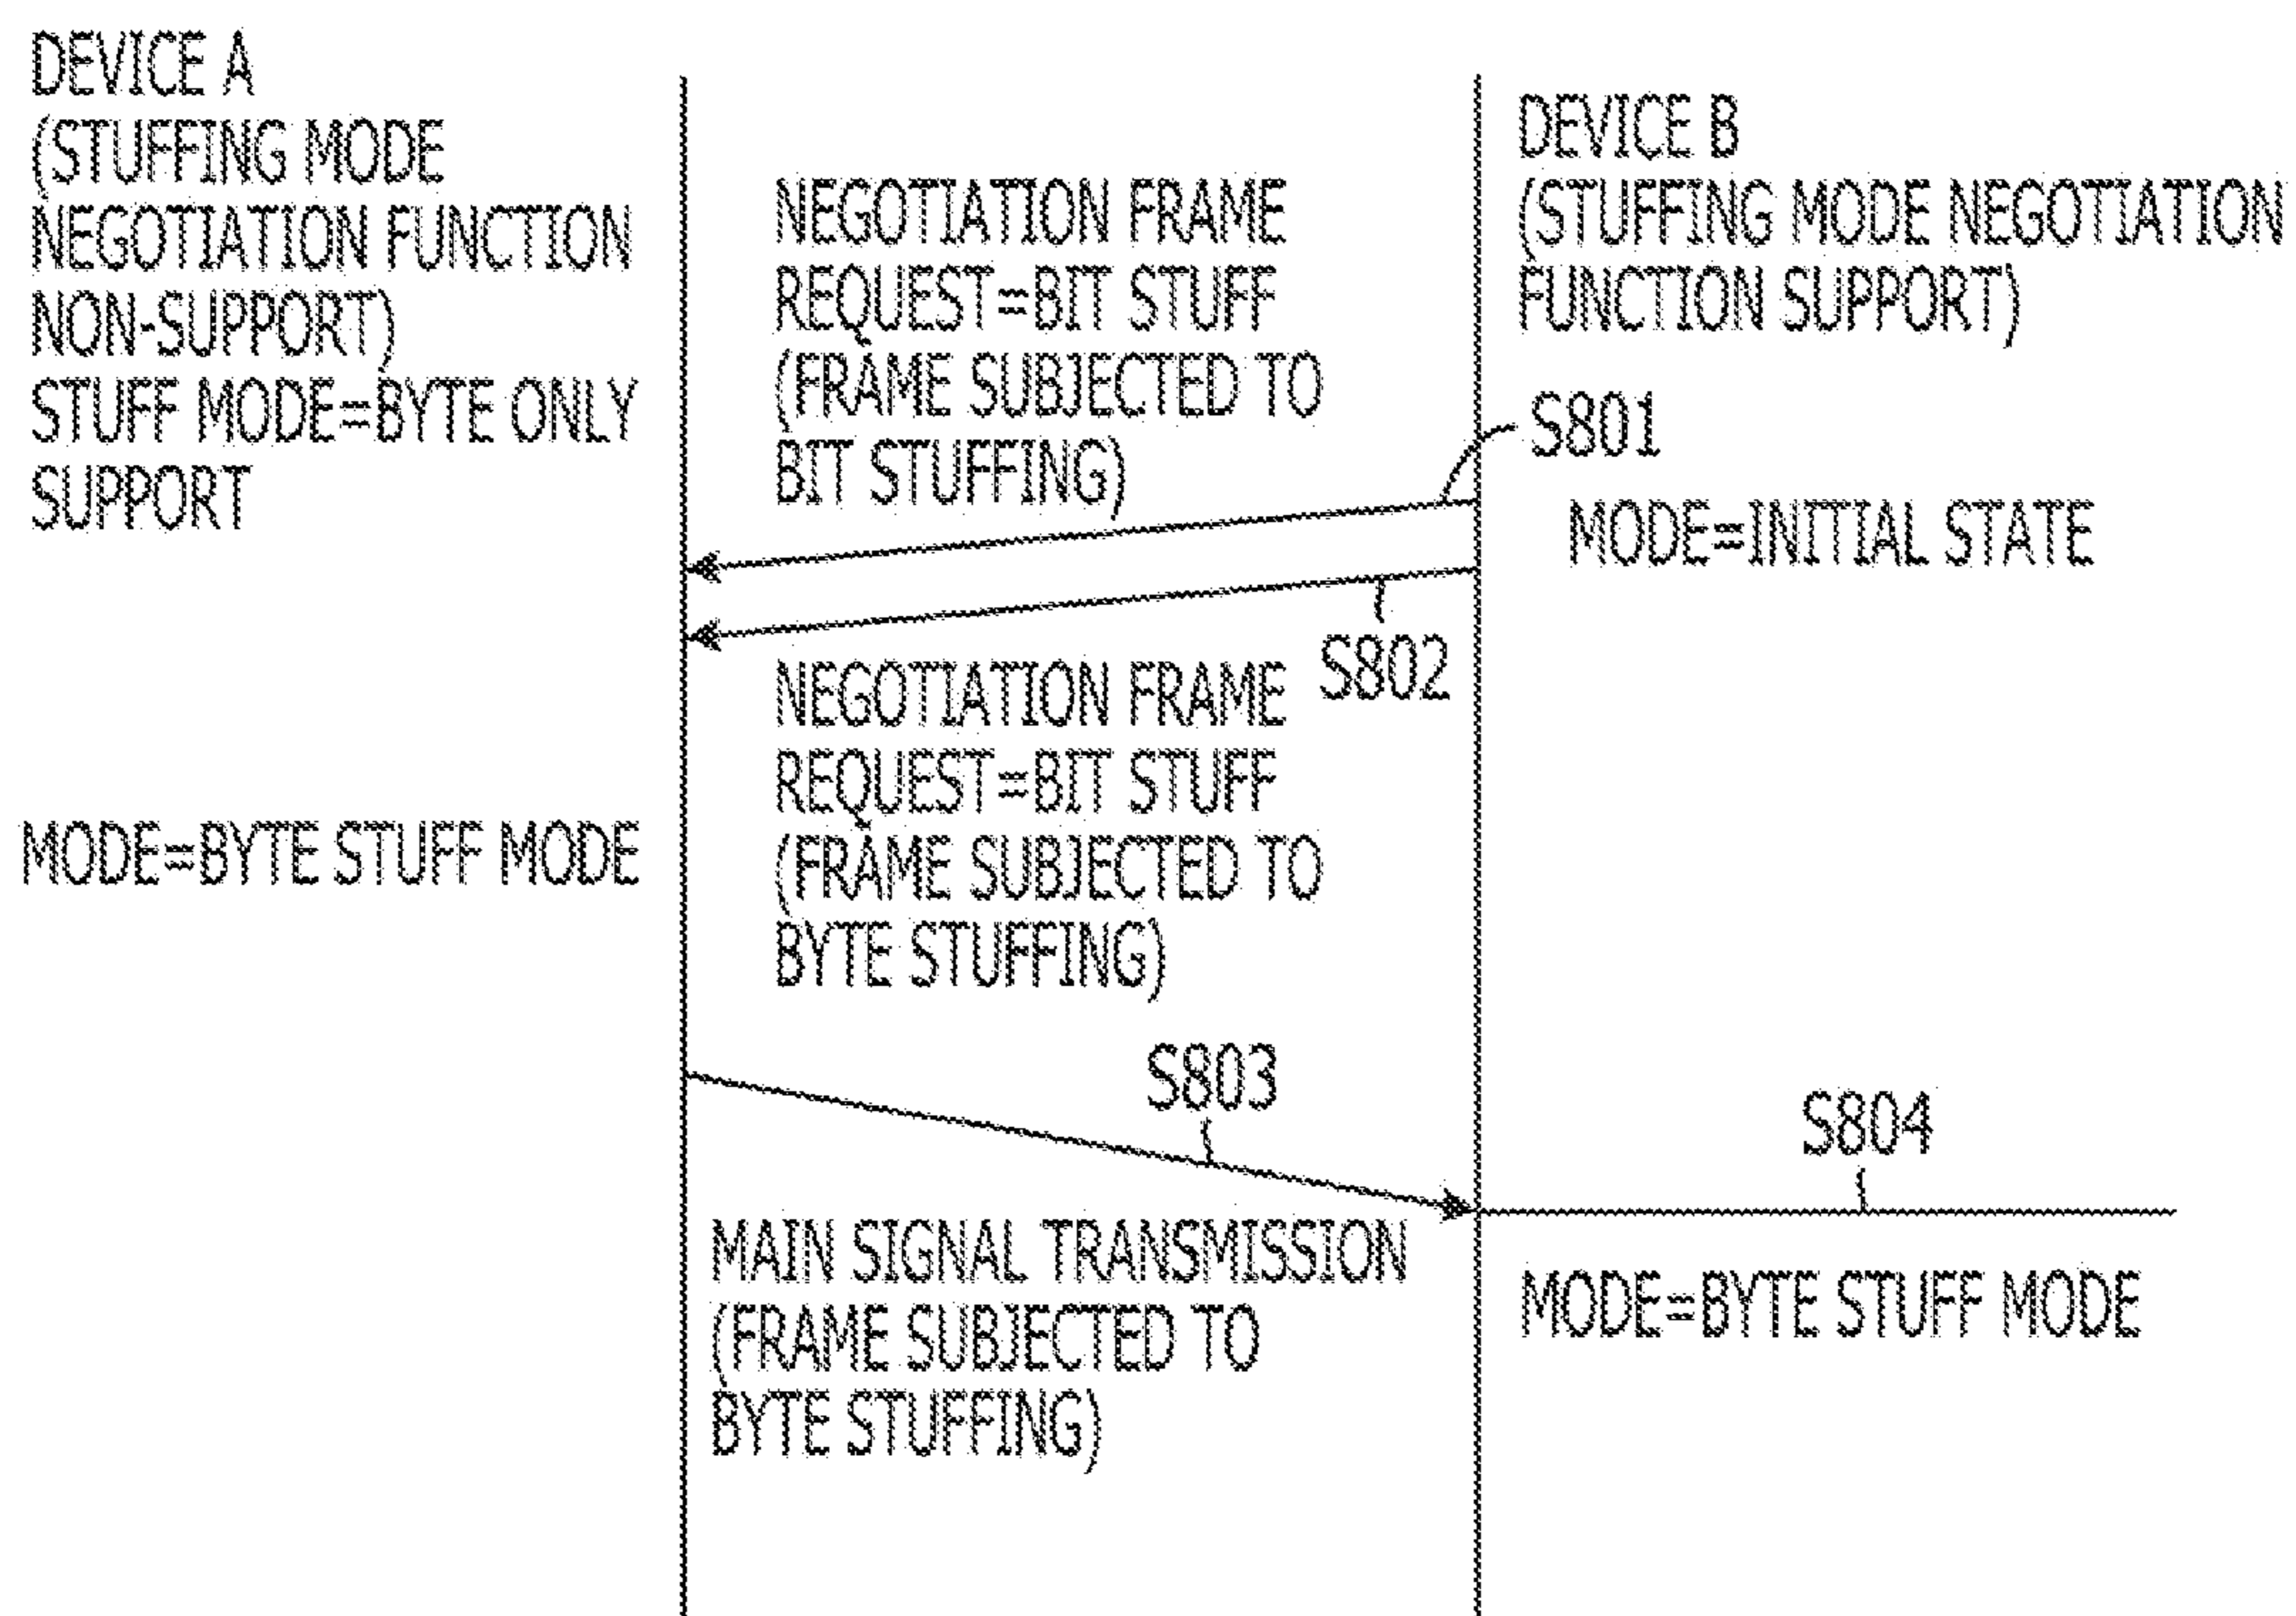 DEVICE A
(STUFFING MODE
NEGOTIATION FUNCTION
NON-SUPPORT)
STUFF MODE=BYTE ONLY
SUPPORT
NEGOTIATION FRAME
REQUEST=BIT STUFF
(FRAME SUBJECTED TO
BIT STUFFING)
DEVICE B
(STUFFING MODE NEGOTIATION
FUNCTION SUPPORT)
S801
MODE=INITIAL STATE
S802
NEGOTIATION FRAME
REQUEST=BIT STUFF
(FRAME SUBJECTED TO
BYTE STUFFING)
MODE=BYTE STUFF MODE
S803
MAIN SIGNAL TRANSMISSION
(FRAME SUBJECTED TO
BYTE STUFFING)
S804
MODE=BYTE STUFF MODE